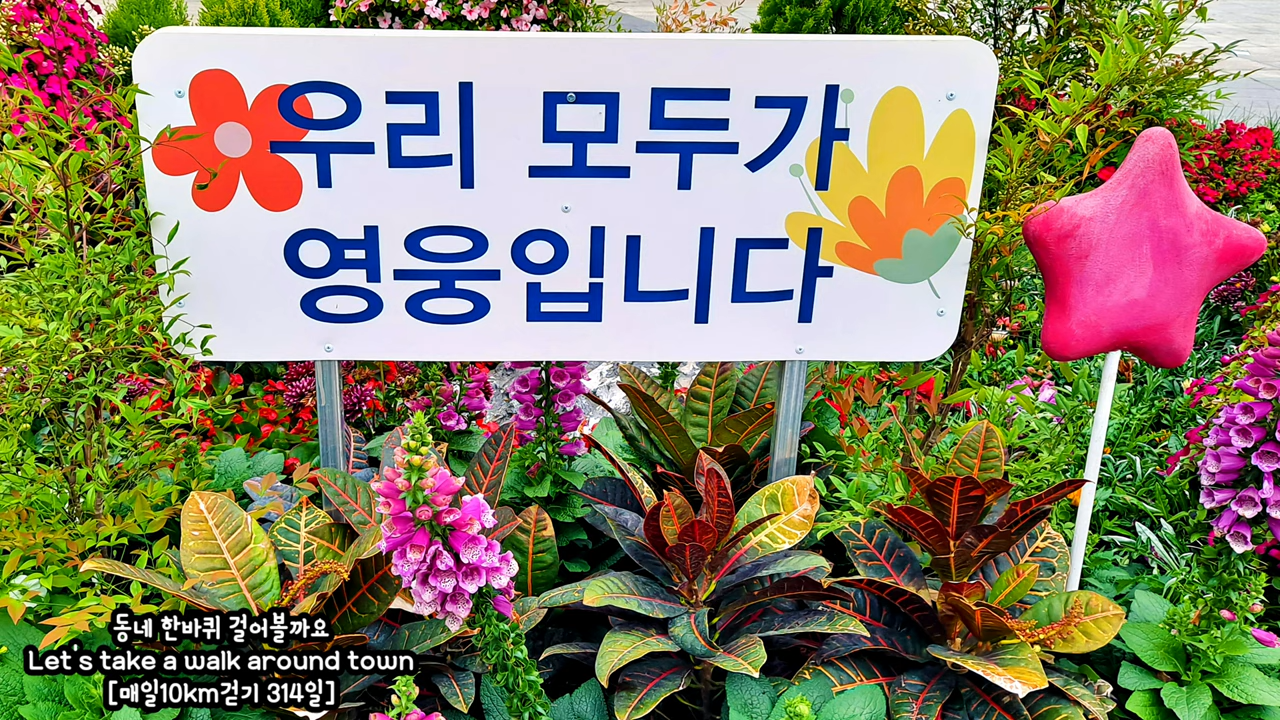 우리 모두가
영웅입니다
동네 한바퀴 걸어볼까요
Let's take a walk around town
[매일10km걷기 314일]